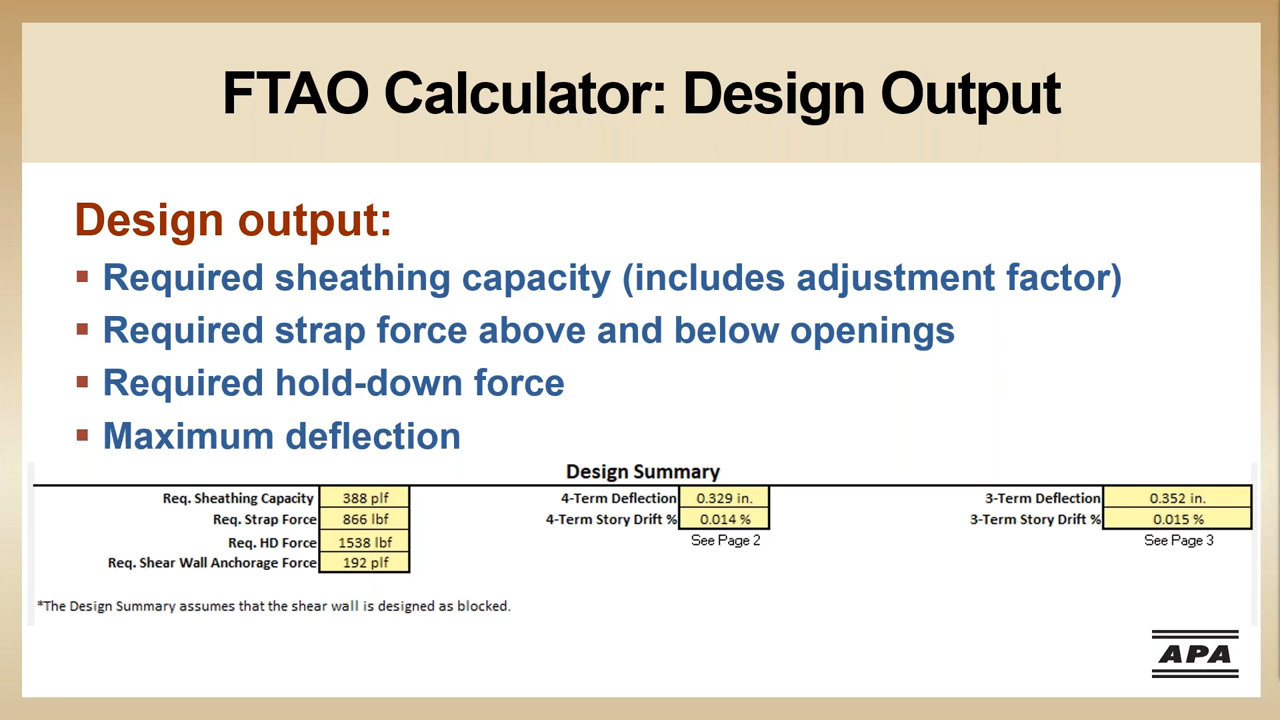 FTAO Calculator: Design Output
Design output:
▪ Required sheathing capacity (includes adjustment factor)
▪ Required strap force above and below openings
▪ Required hold-down force
▪ Maximum deflection
Design Summary
Req. Sheathing Capacity 388 plf 4-Term Deflection 0.329 in. 3-Term Deflection 0.352 in.
Req. Strap Force 866 lbf 4-Term Story Drift % 0.014 % 3-Term Story Drift % 0.015 %
Req. HD Force 1538 lbf See Page 2 See Page 3
Req. Shear Wall Anchorage Force 192 plf
*The Design Summary assumes that the shear wall is designed as blocked.
APA